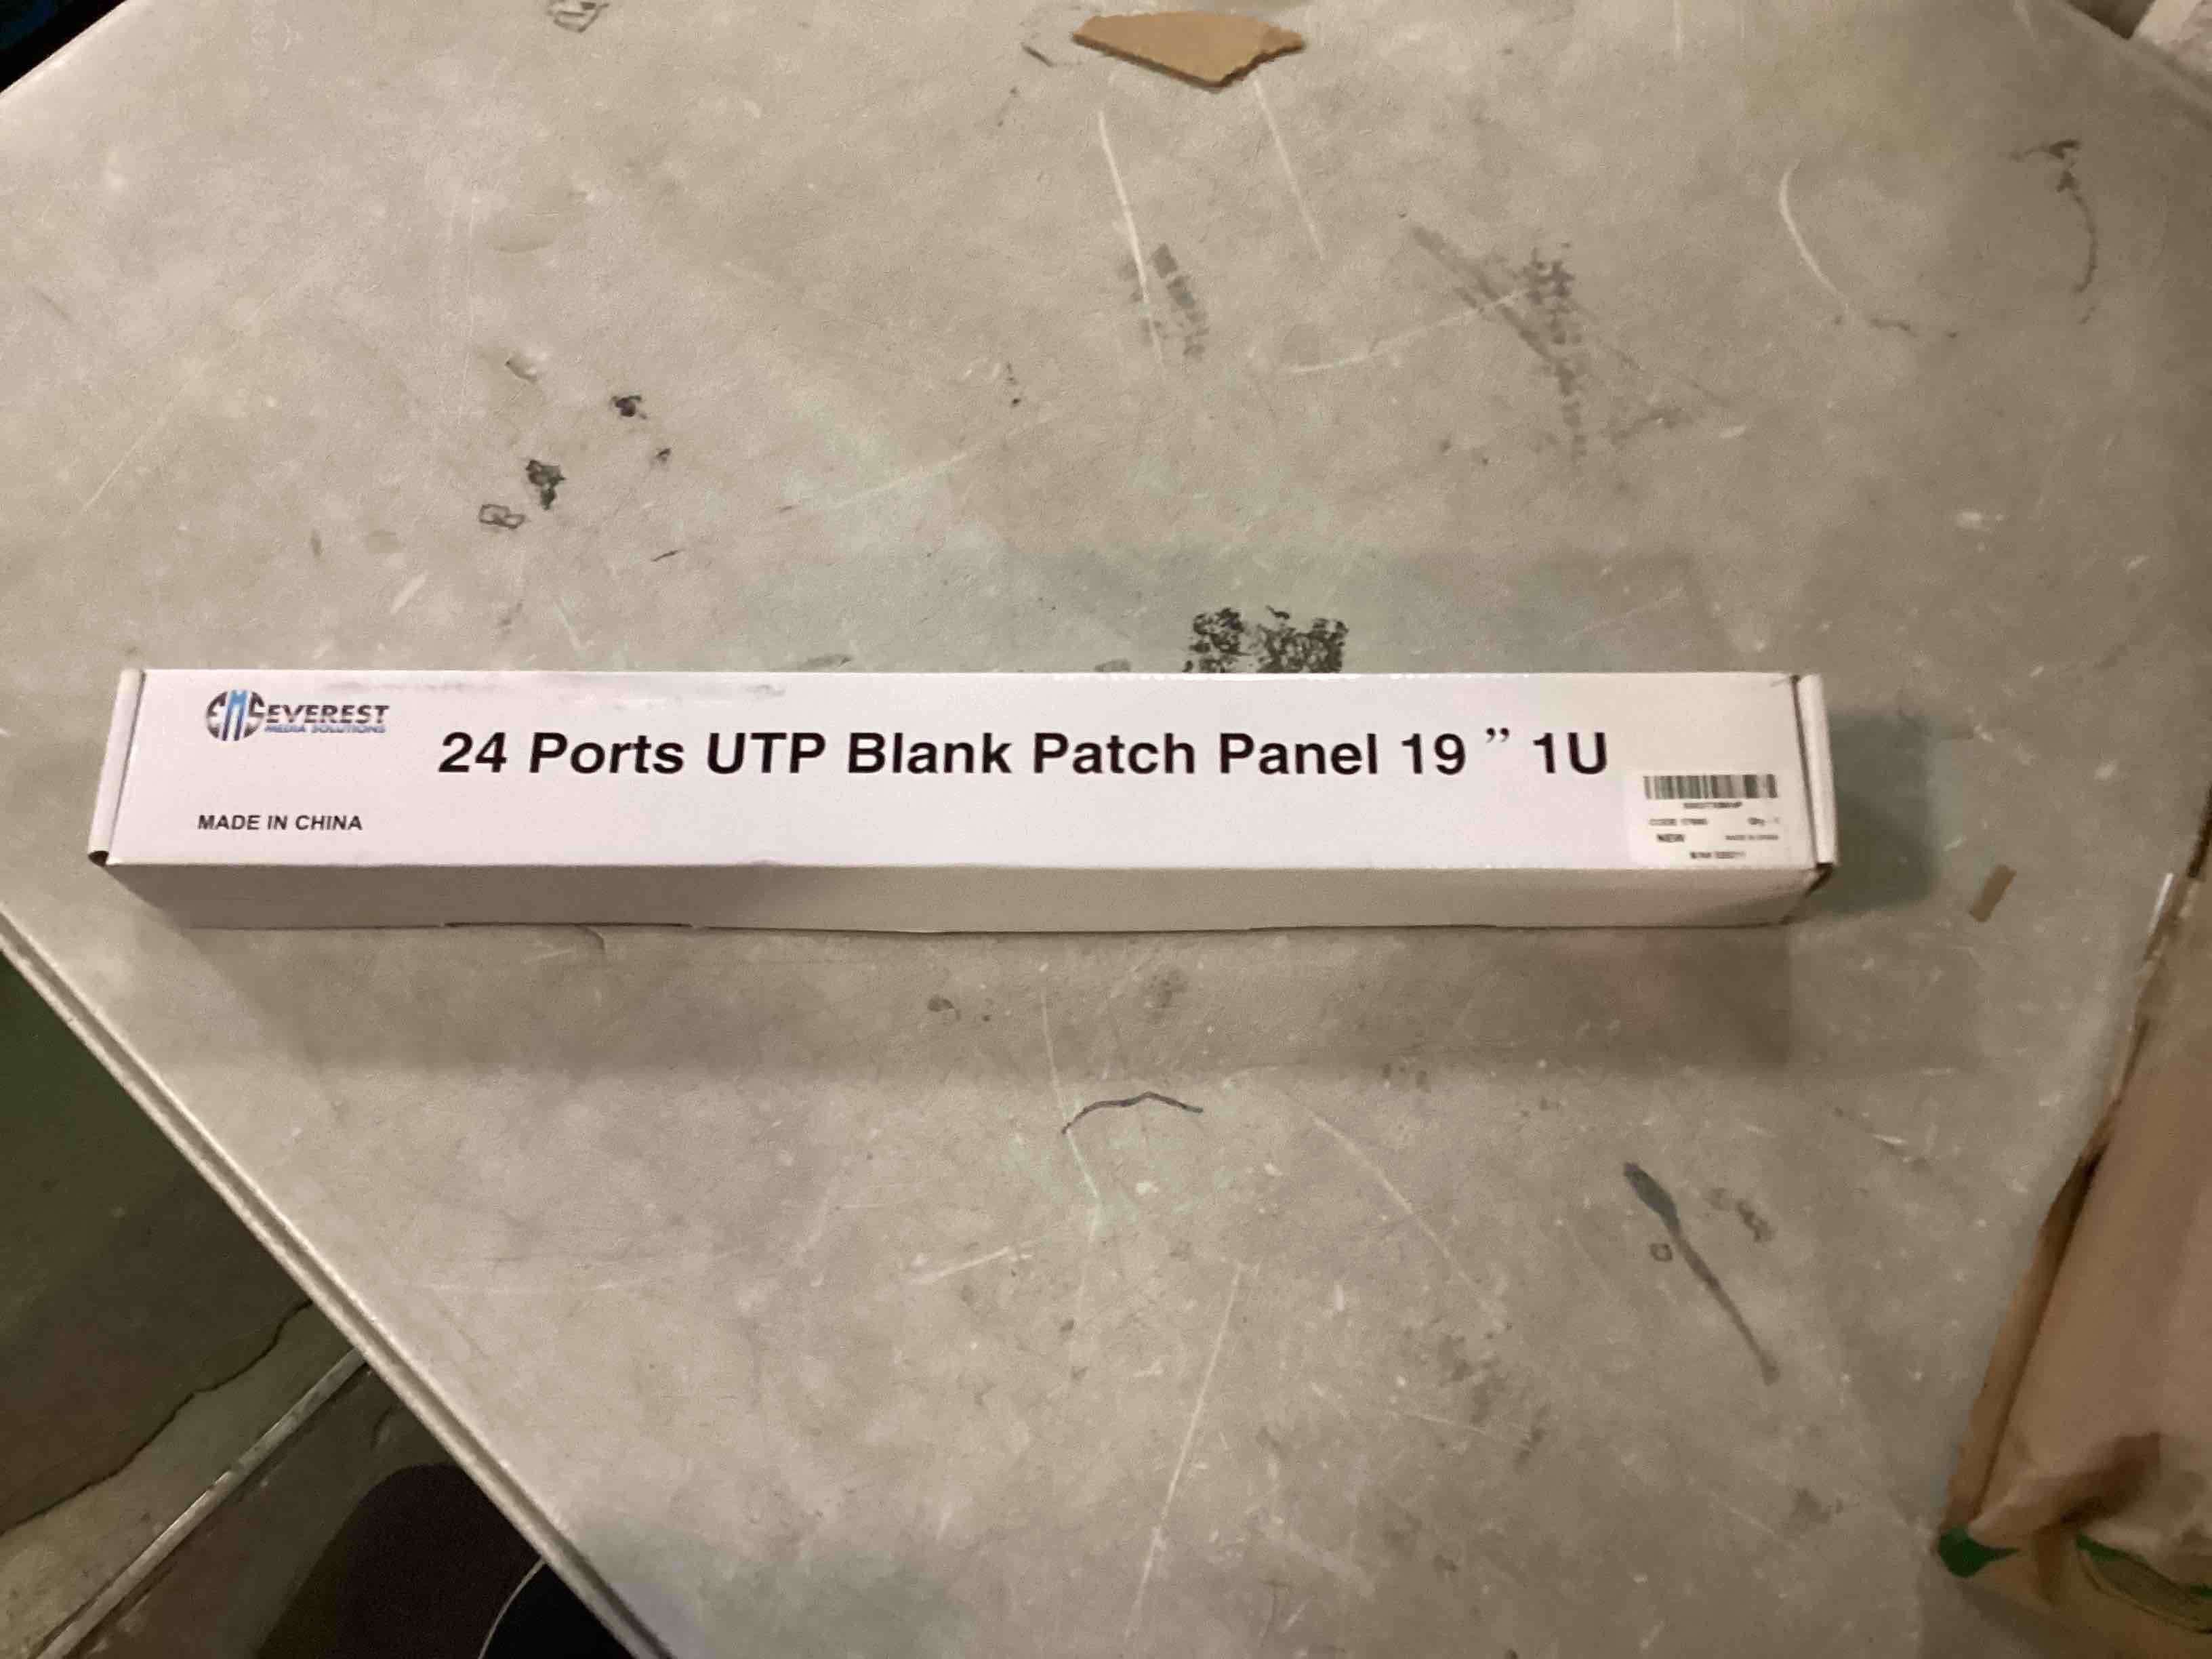 EMS EVEREST
MEDIA SOLUTIONS
24 Ports UTP Blank Patch Panel 19 ” 1U
MADE IN CHINA
NEW